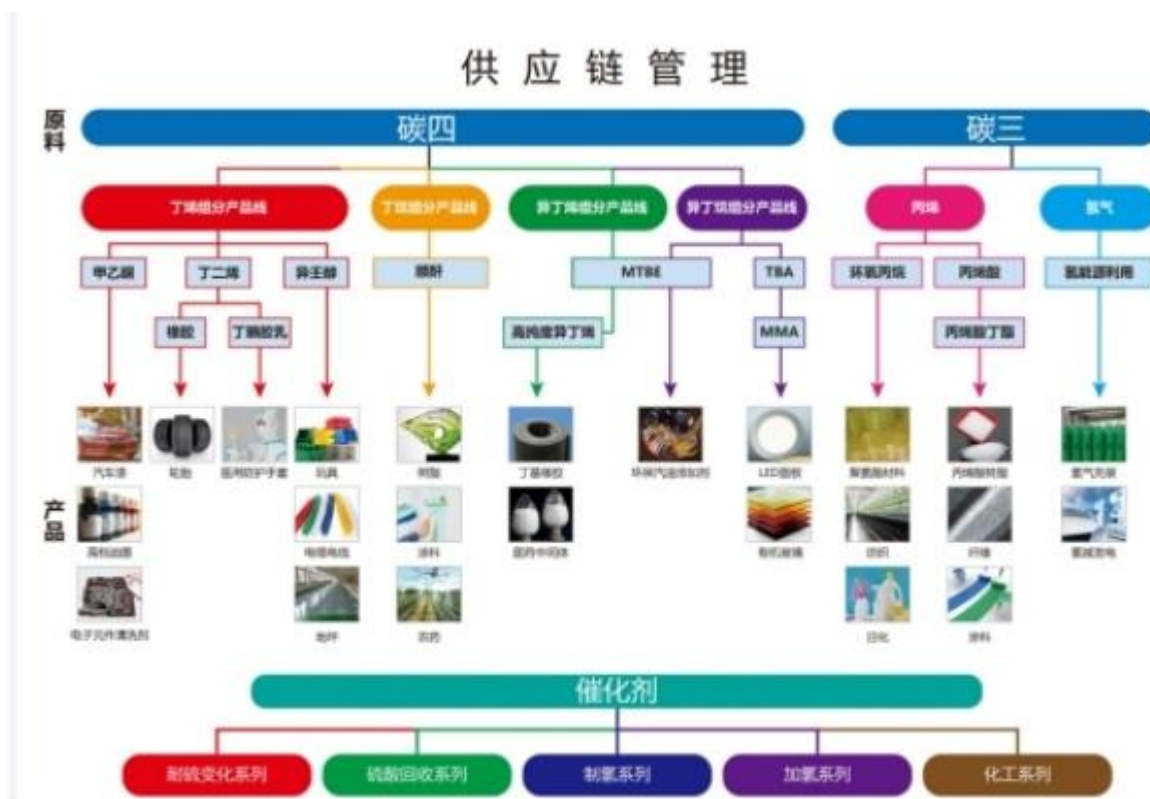 供应链管理
原料
碳四
碳三
丁烯组分产品线
丁烷组分产品线
异丁烯组分产品线
异丁烷组分产品线
丙烯
氢气
甲乙酮
丁二烯
异壬醇
顺酐
MTBE
TBA
环氧丙烷
丙烯酸
氢能源利用
橡胶
丁腈胶乳
高纯度异丁烯
MMA
丙烯酸丁酯
产品
汽车漆
轮胎
医用防护手套
玩具
树脂
丁基橡胶
环保汽油添加剂
LED面板
聚氨酯材料
丙烯酸树脂
氢气充装
高档油墨
电缆电线
涂料
医药中间体
有机玻璃
纺织
纤维
电子元件清洗剂
地坪
农药
日化
涂料
催化剂
耐硫变化系列
硫酸回收系列
制氢系列
加氢系列
化工系列